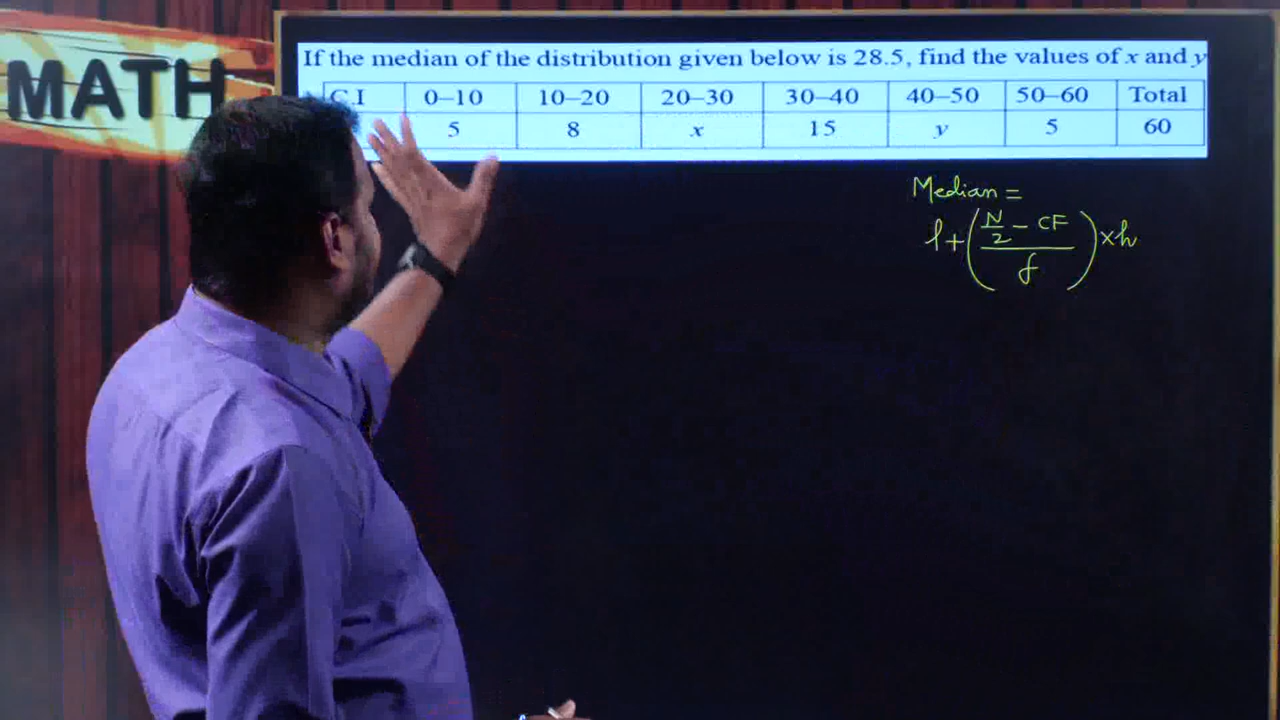 MATH
If the median of the distribution given below is 28.5, find the values of x and y
C.I 0–10 10–20 20–30 30–40 40–50 50–60 Total
5 8 x 15 y 5 60
Median =
l+(N/2 - CF / f) × h